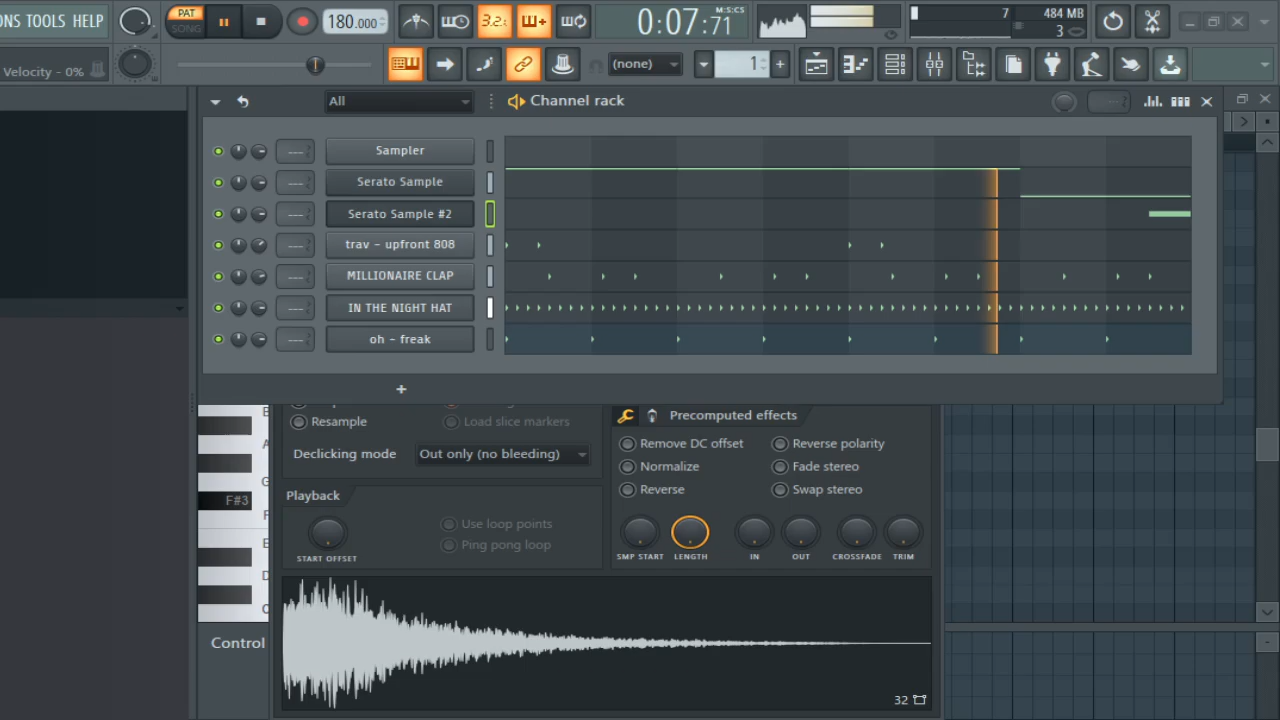 ONS TOOLS HELP
PAT
SONG
180.000
3.2.
0:07:71
M:S:CS
7
484 MB
3
Velocity - 0%
(none)
1
All
Channel rack
Sampler
Serato Sample
Serato Sample #2
trav - upfront 808
MILLIONAIRE CLAP
IN THE NIGHT HAT
oh - freak
+
Resample
Load slice markers
Declicking mode
Out only (no bleeding)
Playback
Use loop points
Ping pong loop
START OFFSET
Precomputed effects
Remove DC offset
Reverse polarity
Normalize
Fade stereo
Reverse
Swap stereo
SMP START
LENGTH
IN
OUT
CROSSFADE
TRIM
F#3
Control
32